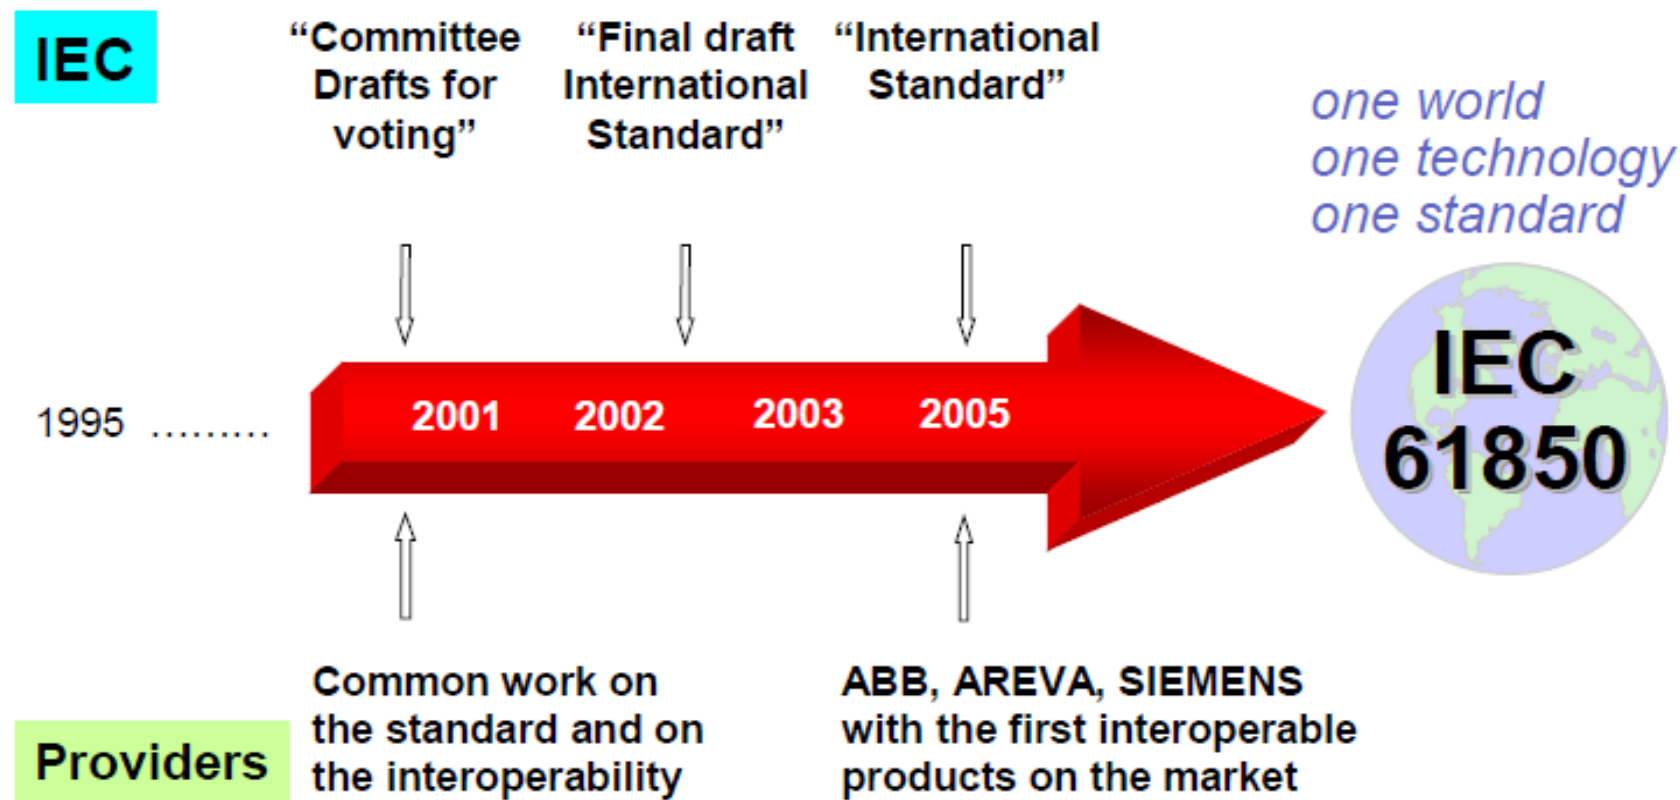 IEC
“Committee
Drafts for
voting”
“Final draft
International
Standard”
“International
Standard”
one world
one technology
one standard
1995 .........
2001
2002
2003
2005
IEC
61850
Providers
Common work on
the standard and on
the interoperability
ABB, AREVA, SIEMENS
with the first interoperable
products on the market